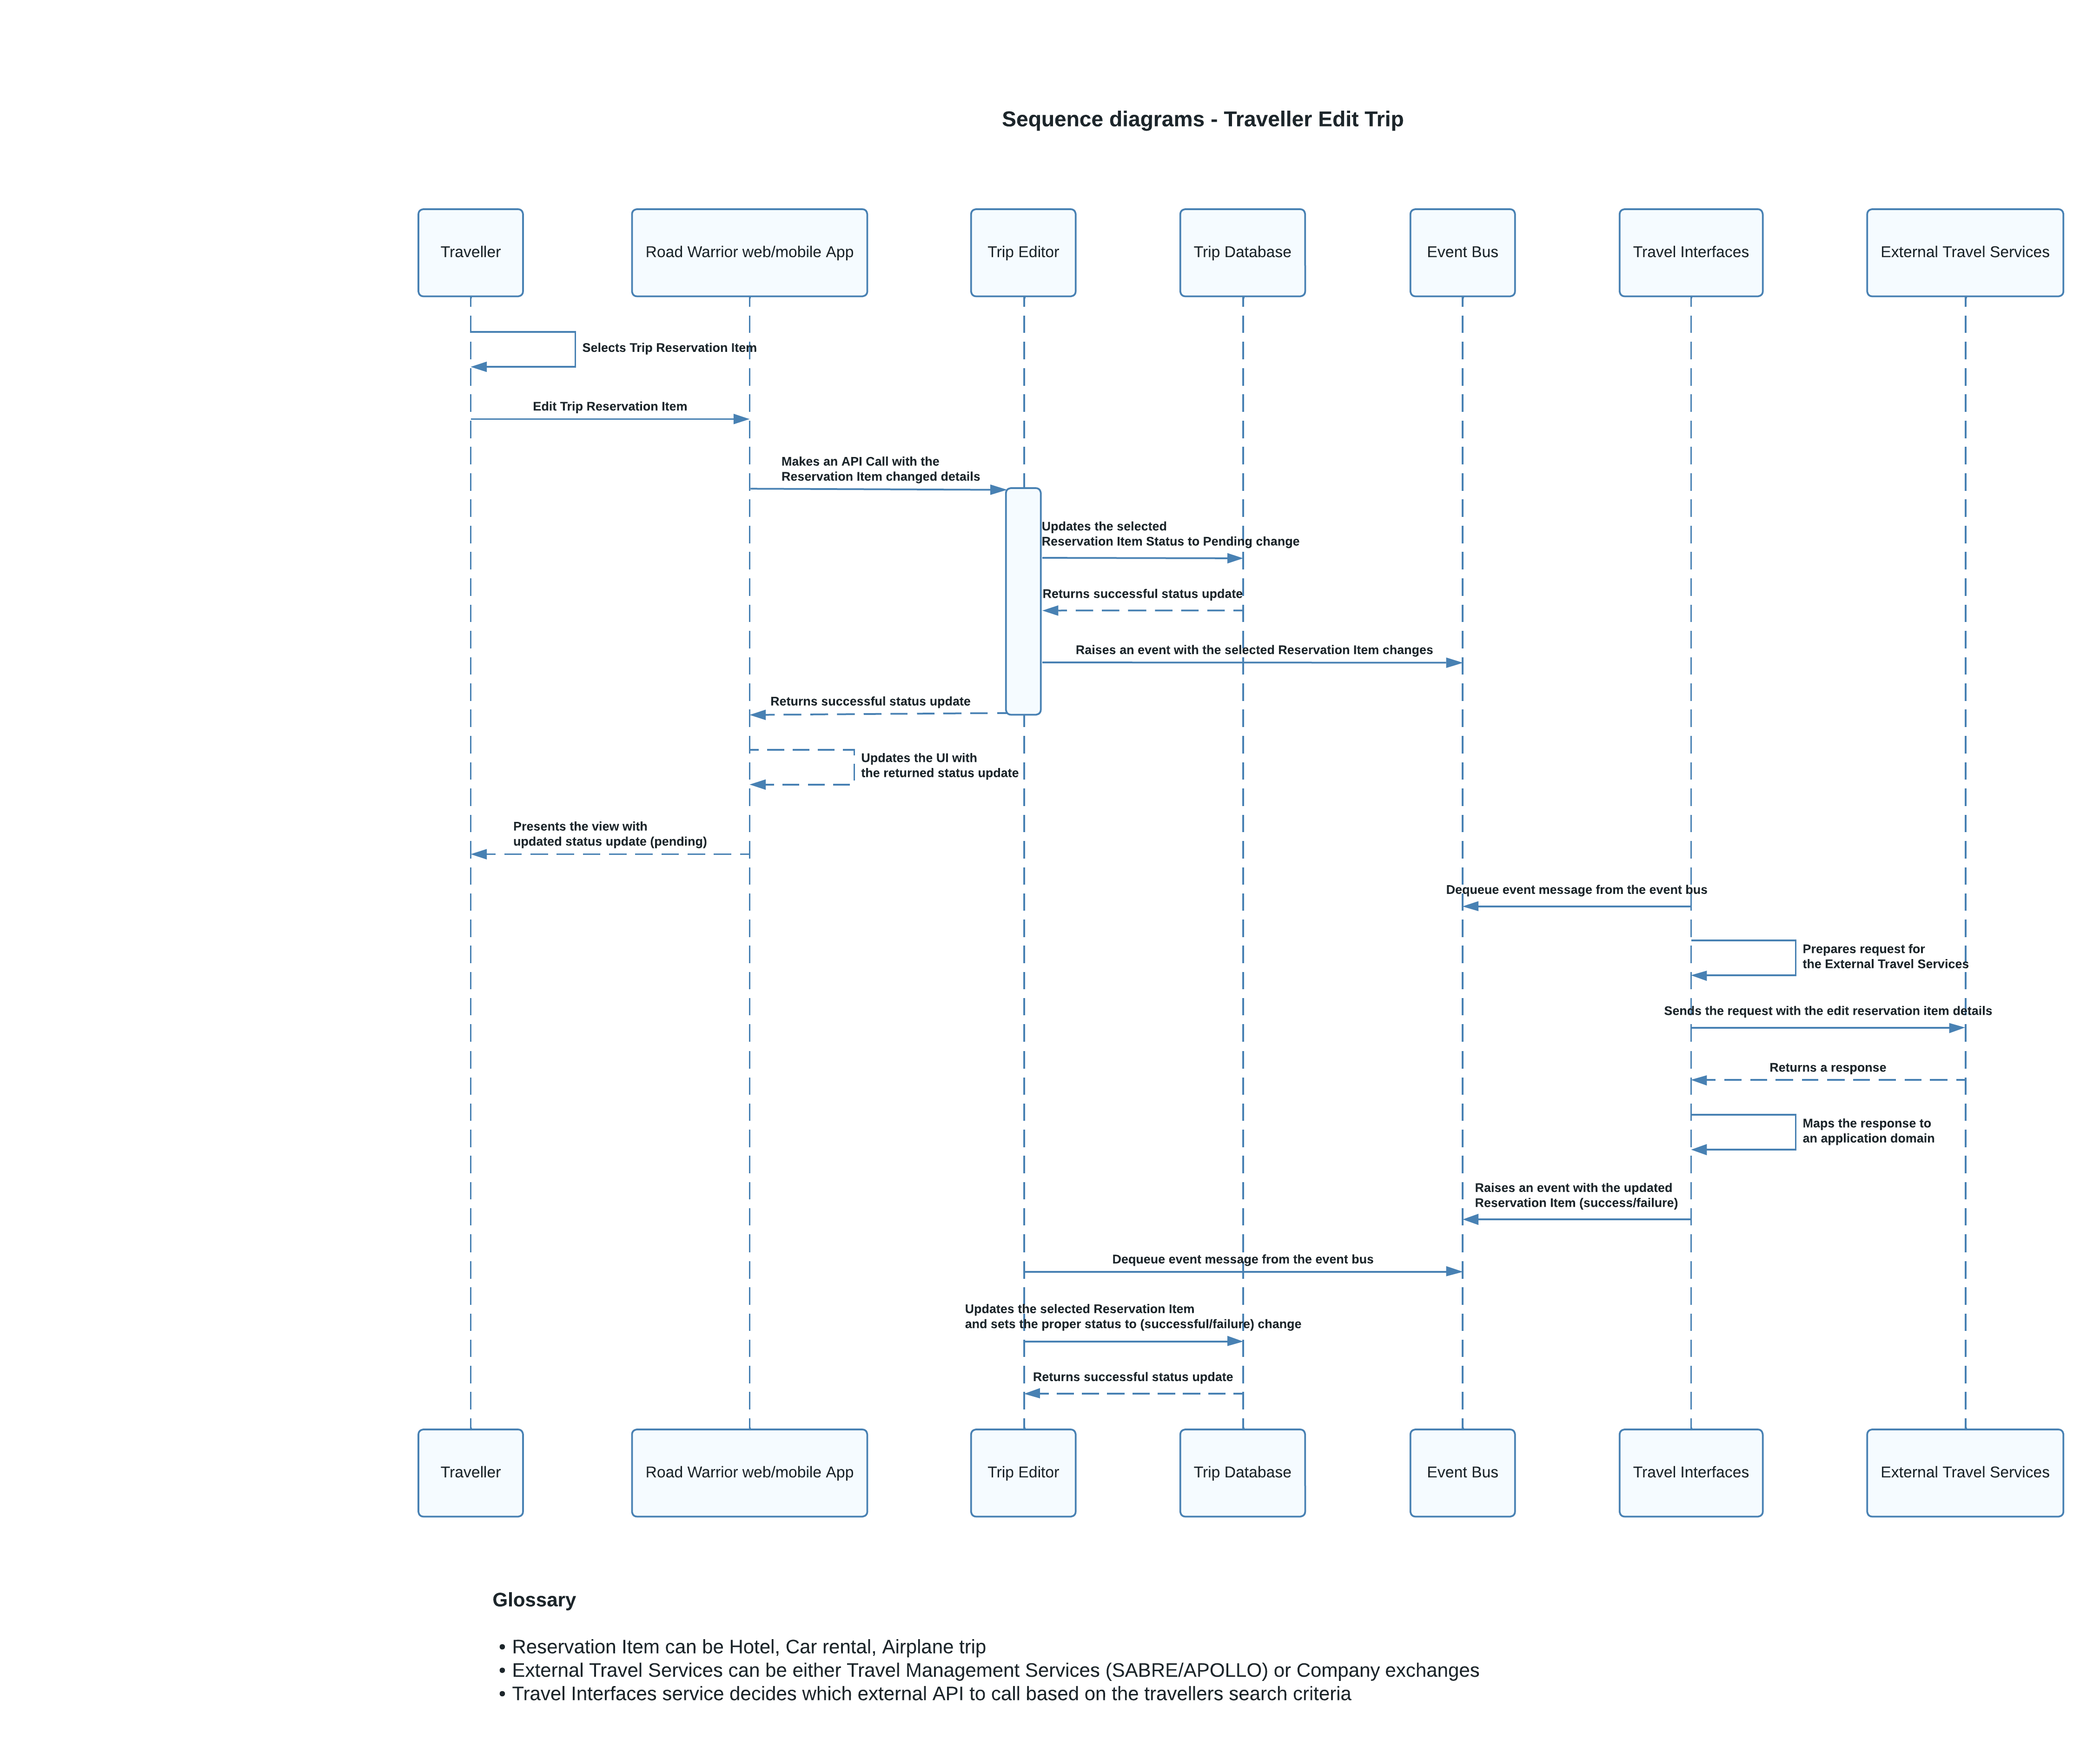 Sequence diagrams - Traveller Edit Trip
Traveller
Road Warrior web/mobile App
Trip Editor
Trip Database
Event Bus
Travel Interfaces
External Travel Services
Selects Trip Reservation Item
Edit Trip Reservation Item
Makes an API Call with the
Reservation Item changed details
Updates the selected
Reservation Item Status to Pending change
Returns successful status update
Raises an event with the selected Reservation Item changes
Returns successful status update
Updates the UI with
the returned status update
Presents the view with
updated status update (pending)
Dequeue event message from the event bus
Prepares request for
the External Travel Services
Sends the request with the edit reservation item details
Returns a response
Maps the response to
an application domain
Raises an event with the updated
Reservation Item (success/failure)
Dequeue event message from the event bus
Updates the selected Reservation Item
and sets the proper status to (successful/failure) change
Returns successful status update
Traveller
Road Warrior web/mobile App
Trip Editor
Trip Database
Event Bus
Travel Interfaces
External Travel Services
Glossary
• Reservation Item can be Hotel, Car rental, Airplane trip
• External Travel Services can be either Travel Management Services (SABRE/APOLLO) or Company exchanges
• Travel Interfaces service decides which external API to call based on the travellers search criteria